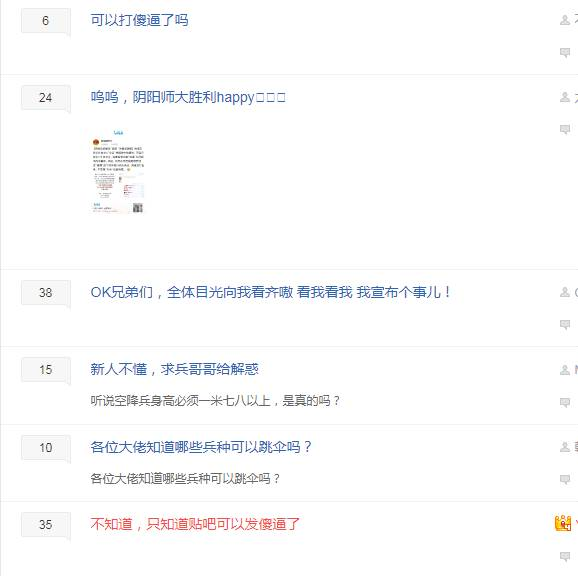 6
可以打傻逼了吗
24
呜呜，阴阳师大胜利happy
38
OK兄弟们，全体目光向我看齐嗷 看我看我 我宣布个事儿！
15
新人不懂，求兵哥哥给解惑
听说空降兵身高必须一米七八以上，是真的吗？
10
各位大佬知道哪些兵种可以跳伞吗？
各位大佬知道哪些兵种可以跳伞吗？
35
不知道，只知道贴吧可以发傻逼了